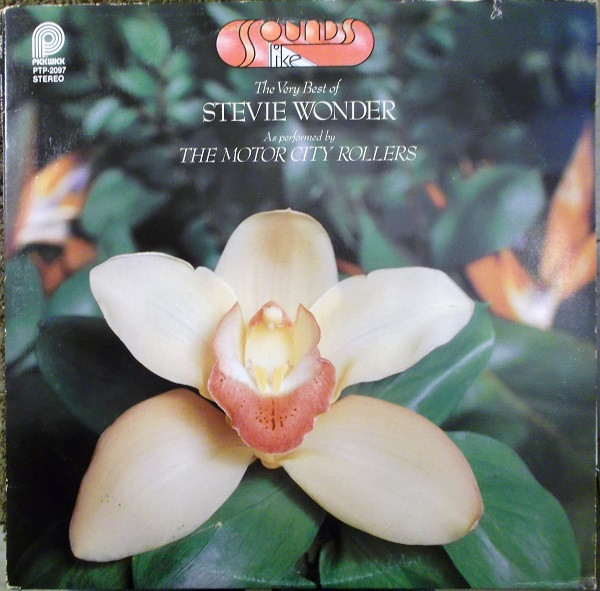 PICKWICK
PTP-2097
STEREO
SOUNDS
like
The Very Best of
STEVIE WONDER
As performed by
THE MOTOR CITY ROLLERS